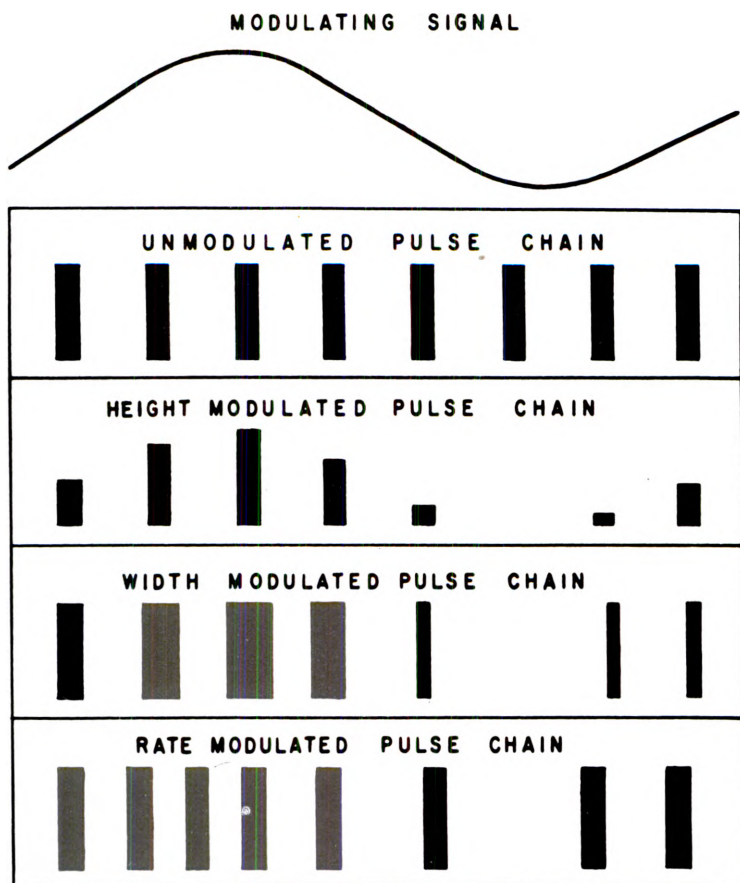 MODULATING SIGNAL
UNMODULATED PULSE CHAIN
HEIGHT MODULATED PULSE CHAIN
WIDTH MODULATED PULSE CHAIN
RATE MODULATED PULSE CHAIN